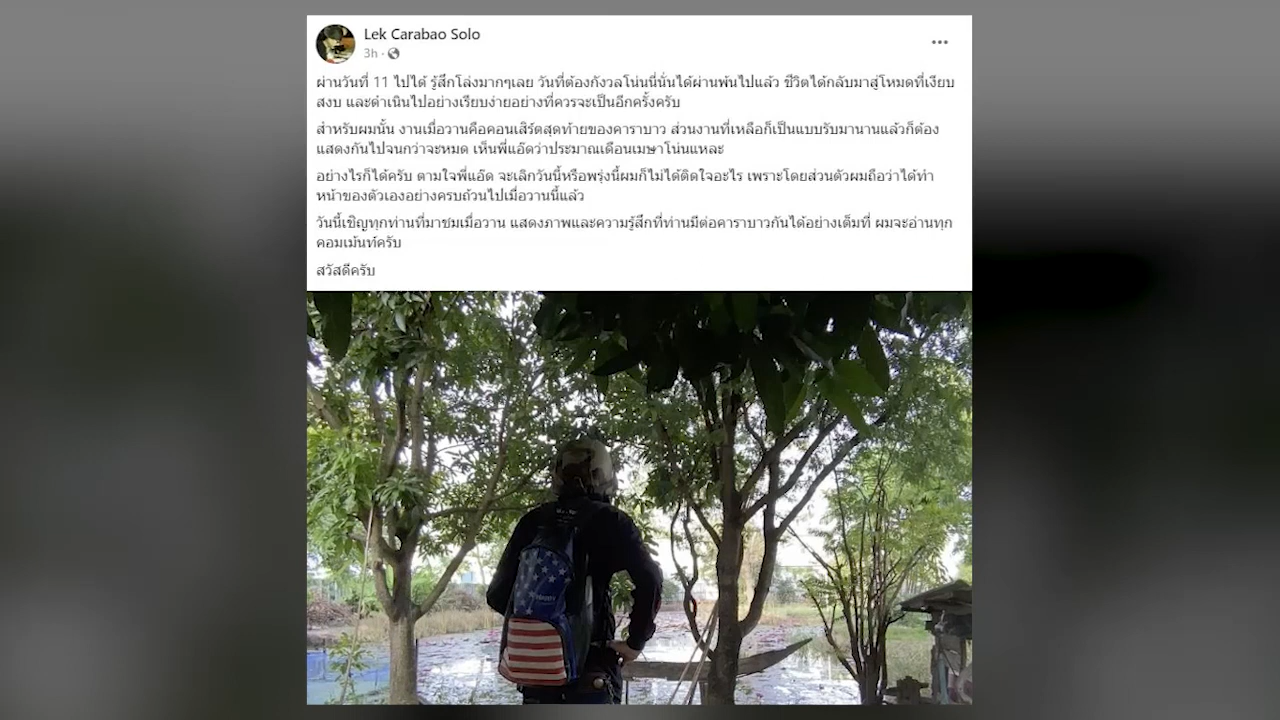 Lek Carabao Solo
3h
ผ่านวันที่ 11 ไปได้ รู้สึกโล่งมากๆเลย วันที่ต้องกังวลโน่นนี่นั่นได้ผ่านพ้นไปแล้ว ชีวิตได้กลับมาสู่โหมดที่เงียบ
สงบ และดำเนินไปอย่างเรียบง่ายอย่างที่ควรจะเป็นอีกครั้งครับ
สำหรับผมนั้น งานเมื่อวานคือคอนเสิร์ตสุดท้ายของคาราบาว ส่วนงานที่เหลือก็เป็นแบบรับมานานแล้วก็ต้อง
แสดงกันไปจนกว่าจะหมด เห็นพี่แอ๊ดว่าประมาณเดือนเมษาโน่นแหละ
อย่างไรก็ได้ครับ ตามใจพี่แอ๊ด จะเลิกวันนี้หรือพรุ่งนี้ผมก็ไม่ได้ติดใจอะไร เพราะโดยส่วนตัวผมถือว่าได้ทำ
หน้าของตัวเองอย่างครบถ้วนไปเมื่อวานนี้แล้ว
วันนี้เชิญทุกท่านที่มาชมเมื่อวาน แสดงภาพและความรู้สึกที่ท่านมีต่อคาราบาวกันได้อย่างเต็มที่ ผมจะอ่านทุก
คอมเม้นท์ครับ
สวัสดีครับ